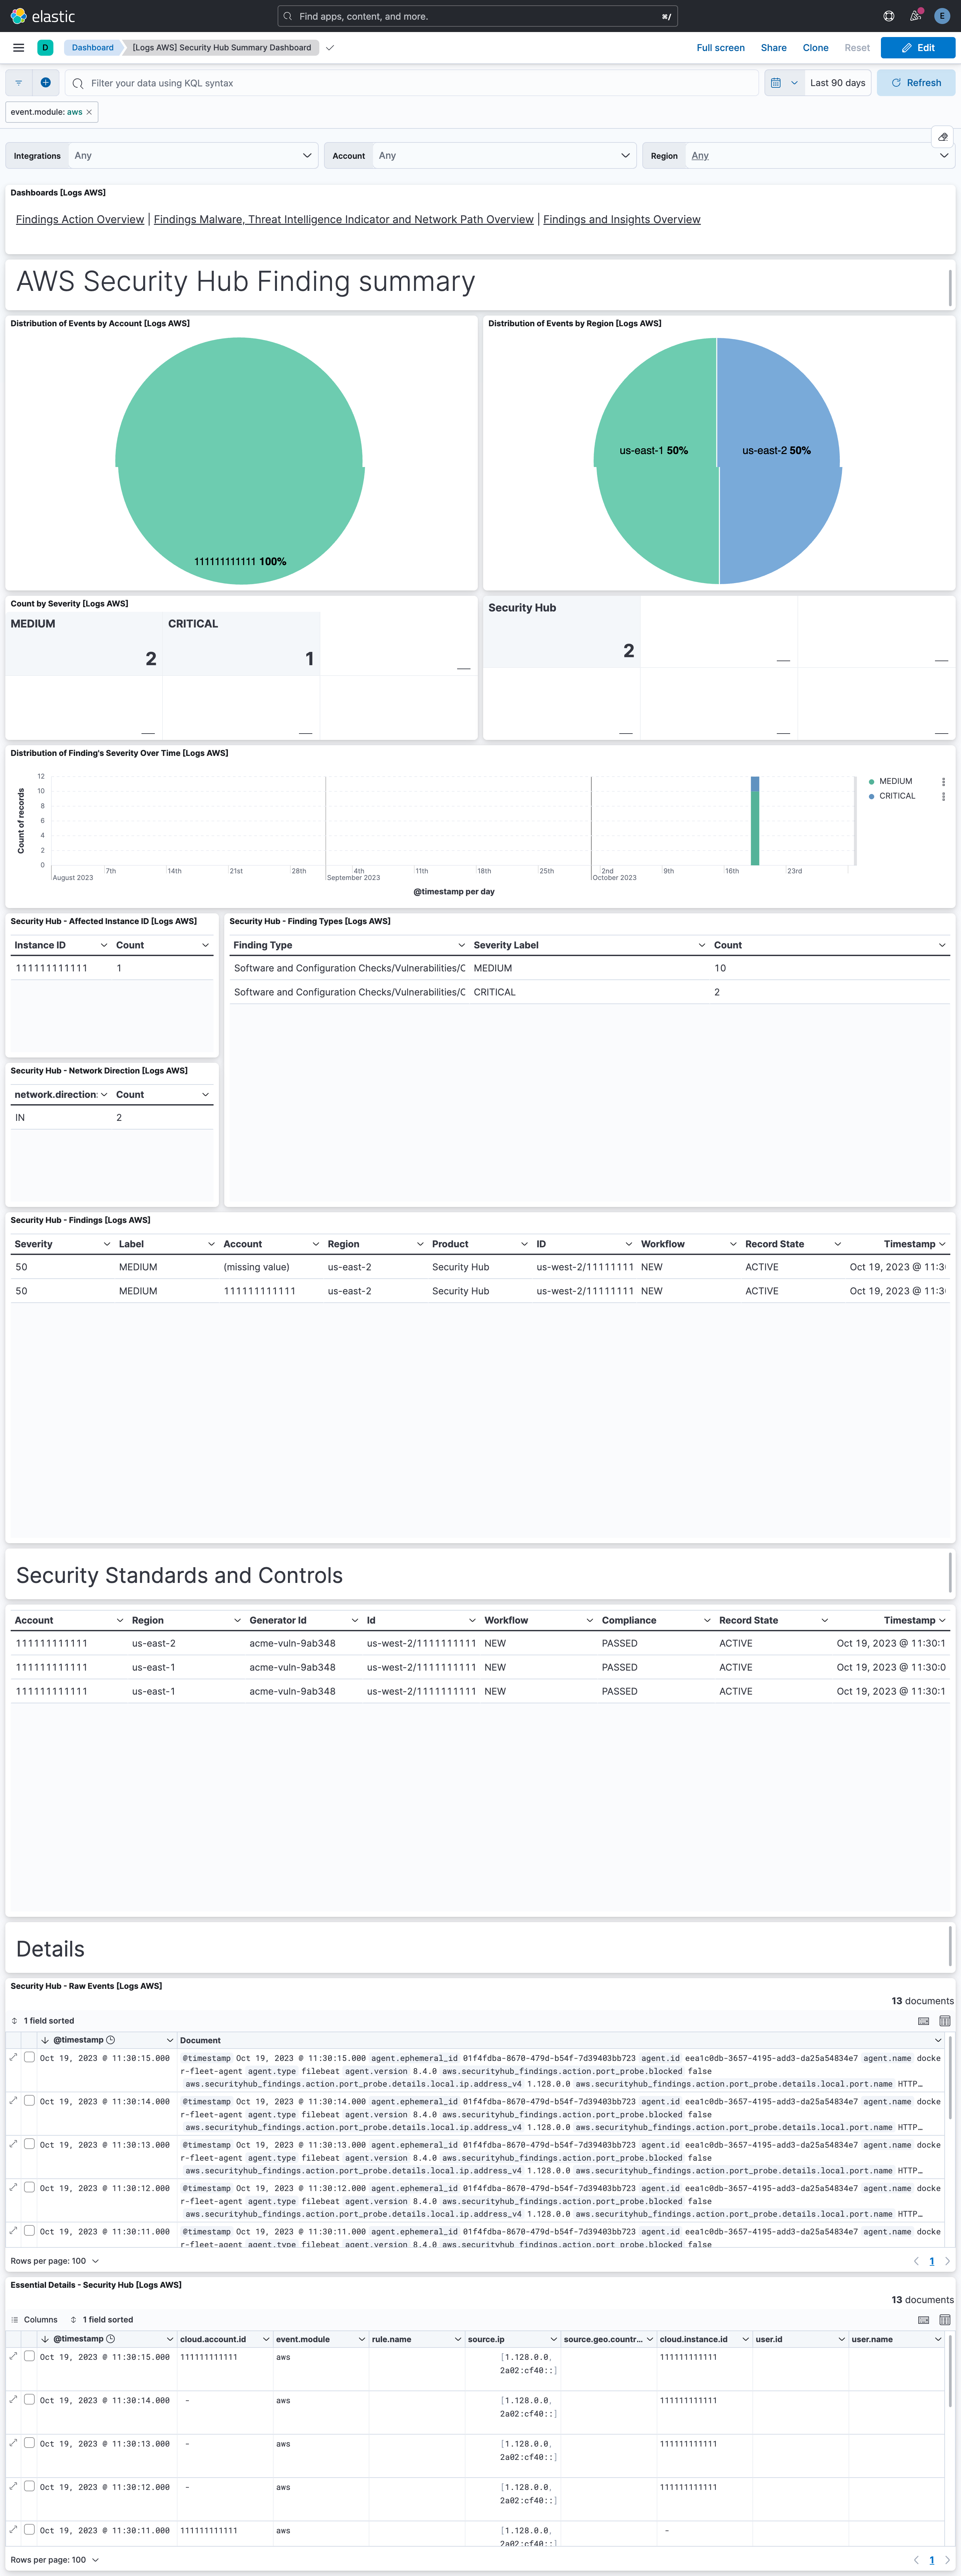 elastic
Find apps, content, and more.
⌘/
E
D
Dashboard
[Logs AWS] Security Hub Summary Dashboard
Full screen
Share
Clone
Reset
Edit
Filter your data using KQL syntax
Last 90 days
Refresh
event.module: aws
Integrations
Any
Account
Any
Region
Any
Dashboards [Logs AWS]
Findings Action Overview | Findings Malware, Threat Intelligence Indicator and Network Path Overview | Findings and Insights Overview
AWS Security Hub Finding summary
Distribution of Events by Account [Logs AWS]
111111111111 100%
Distribution of Events by Region [Logs AWS]
us-east-1 50%
us-east-2 50%
Count by Severity [Logs AWS]
MEDIUM
2
CRITICAL
1
Security Hub
2
Distribution of Finding's Severity Over Time [Logs AWS]
Count of records
12
10
8
6
4
2
0
August 2023
7th
14th
21st
28th
September 2023
4th
11th
18th
25th
2nd
October 2023
9th
16th
23rd
@timestamp per day
MEDIUM
CRITICAL
Security Hub - Affected Instance ID [Logs AWS]
Instance ID Count
111111111111 1
Security Hub - Finding Types [Logs AWS]
Finding Type Severity Label Count
Software and Configuration Checks/Vulnerabilities/C MEDIUM 10
Software and Configuration Checks/Vulnerabilities/C CRITICAL 2
Security Hub - Network Direction [Logs AWS]
network.direction: Count
IN 2
Security Hub - Findings [Logs AWS]
Severity Label Account Region Product ID Workflow Record State Timestamp
50 MEDIUM (missing value) us-east-2 Security Hub us-west-2/11111111 NEW ACTIVE Oct 19, 2023 @ 11:3
50 MEDIUM 111111111111 us-east-2 Security Hub us-west-2/11111111 NEW ACTIVE Oct 19, 2023 @ 11:3
Security Standards and Controls
Account Region Generator Id Id Workflow Compliance Record State Timestamp
111111111111 us-east-2 acme-vuln-9ab348 us-west-2/1111111111 NEW PASSED ACTIVE Oct 19, 2023 @ 11:30:1
111111111111 us-east-1 acme-vuln-9ab348 us-west-2/1111111111 NEW PASSED ACTIVE Oct 19, 2023 @ 11:30:0
111111111111 us-east-1 acme-vuln-9ab348 us-west-2/1111111111 NEW PASSED ACTIVE Oct 19, 2023 @ 11:30:1
Details
Security Hub - Raw Events [Logs AWS]
13 documents
1 field sorted
@timestamp Document
Oct 19, 2023 @ 11:30:15.000 @timestamp Oct 19, 2023 @ 11:30:15.000 agent.ephemeral_id 01f4fdba-8670-479d-b54f-7d39403bb723 agent.id eea1c0db-3657-4195-add3-da25a54834e7 agent.name docke
r-fleet-agent agent.type filebeat agent.version 8.4.0 aws.securityhub_findings.action.port_probe.blocked false
aws.securityhub_findings.action.port_probe.details.local.ip.address_v4 1.128.0.0 aws.securityhub_findings.action.port_probe.details.local.port.name HTTP…
Oct 19, 2023 @ 11:30:14.000 @timestamp Oct 19, 2023 @ 11:30:14.000 agent.ephemeral_id 01f4fdba-8670-479d-b54f-7d39403bb723 agent.id eea1c0db-3657-4195-add3-da25a54834e7 agent.name docke
r-fleet-agent agent.type filebeat agent.version 8.4.0 aws.securityhub_findings.action.port_probe.blocked false
aws.securityhub_findings.action.port_probe.details.local.ip.address_v4 1.128.0.0 aws.securityhub_findings.action.port_probe.details.local.port.name HTTP…
Oct 19, 2023 @ 11:30:13.000 @timestamp Oct 19, 2023 @ 11:30:13.000 agent.ephemeral_id 01f4fdba-8670-479d-b54f-7d39403bb723 agent.id eea1c0db-3657-4195-add3-da25a54834e7 agent.name docke
r-fleet-agent agent.type filebeat agent.version 8.4.0 aws.securityhub_findings.action.port_probe.blocked false
aws.securityhub_findings.action.port_probe.details.local.ip.address_v4 1.128.0.0 aws.securityhub_findings.action.port_probe.details.local.port.name HTTP…
Oct 19, 2023 @ 11:30:12.000 @timestamp Oct 19, 2023 @ 11:30:12.000 agent.ephemeral_id 01f4fdba-8670-479d-b54f-7d39403bb723 agent.id eea1c0db-3657-4195-add3-da25a54834e7 agent.name docke
r-fleet-agent agent.type filebeat agent.version 8.4.0 aws.securityhub_findings.action.port_probe.blocked false
aws.securityhub_findings.action.port_probe.details.local.ip.address_v4 1.128.0.0 aws.securityhub_findings.action.port_probe.details.local.port.name HTTP…
Oct 19, 2023 @ 11:30:11.000 @timestamp Oct 19, 2023 @ 11:30:11.000 agent.ephemeral_id 01f4fdba-8670-479d-b54f-7d39403bb723 agent.id eea1c0db-3657-4195-add3-da25a54834e7 agent.name docke
r-fleet-agent agent.type filebeat agent.version 8.4.0 aws.securityhub_findings.action.port_probe.blocked false
Rows per page: 100
1
Essential Details - Security Hub [Logs AWS]
13 documents
Columns 1 field sorted
@timestamp cloud.account.id event.module rule.name source.ip source.geo.countr… cloud.instance.id user.id user.name
Oct 19, 2023 @ 11:30:15.000 111111111111 aws [1.128.0.0, 111111111111
2a02:cf40::]
Oct 19, 2023 @ 11:30:14.000 - aws [1.128.0.0, 111111111111
2a02:cf40::]
Oct 19, 2023 @ 11:30:13.000 - aws [1.128.0.0, 111111111111
2a02:cf40::]
Oct 19, 2023 @ 11:30:12.000 - aws [1.128.0.0, 111111111111
2a02:cf40::]
Oct 19, 2023 @ 11:30:11.000 111111111111 aws [1.128.0.0, -
2a02:cf40::]
Rows per page: 100
1